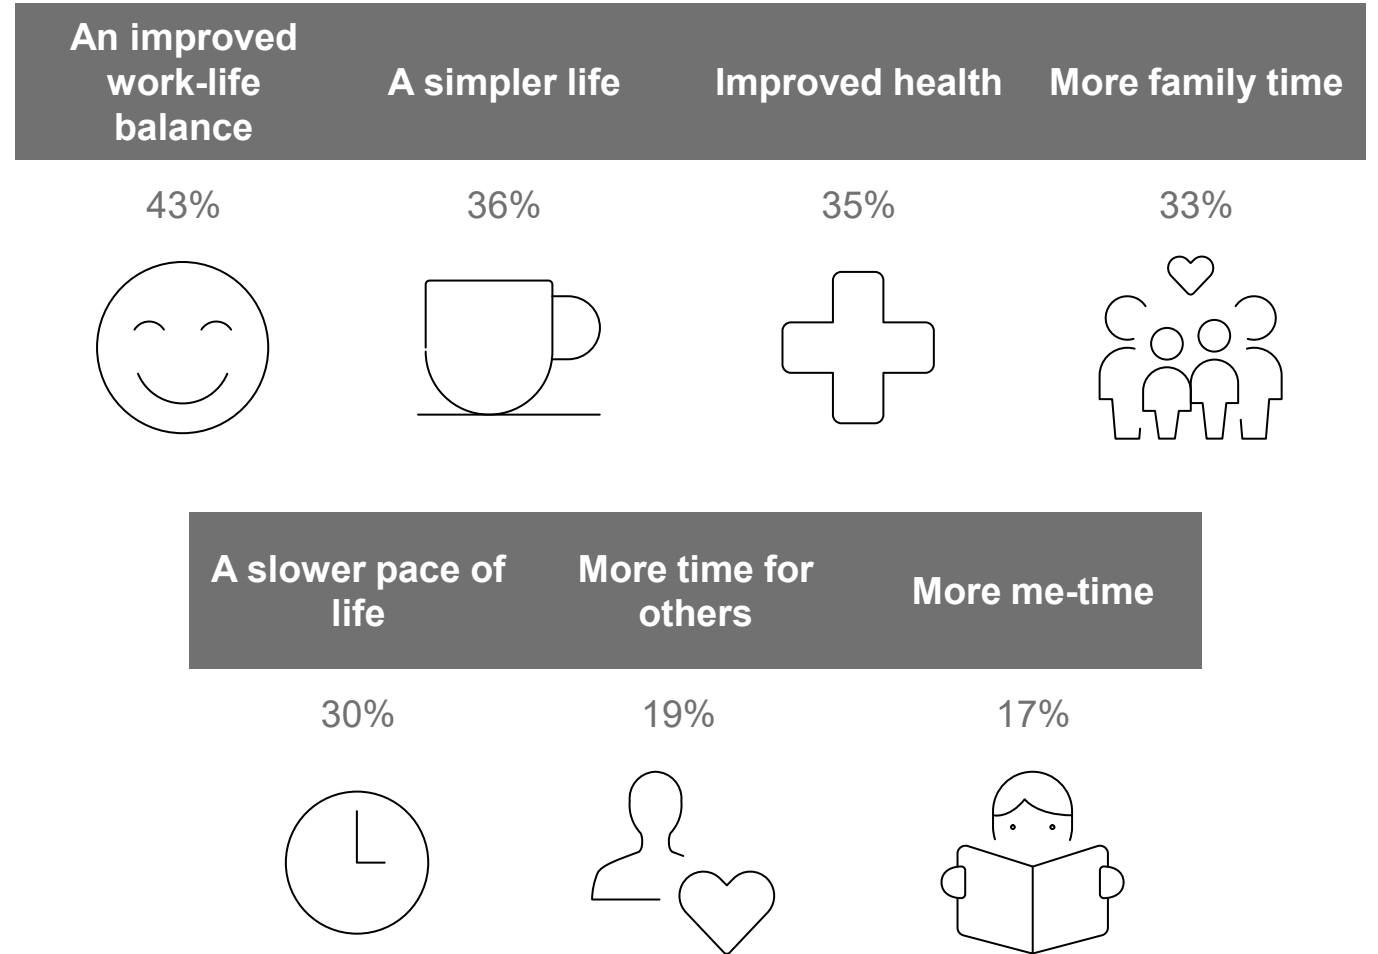 An improved
work-life
balance
A simpler life
Improved health
More family time
43%
36%
35%
33%
A slower pace of
life
More time for
others
More me-time
30%
19%
17%